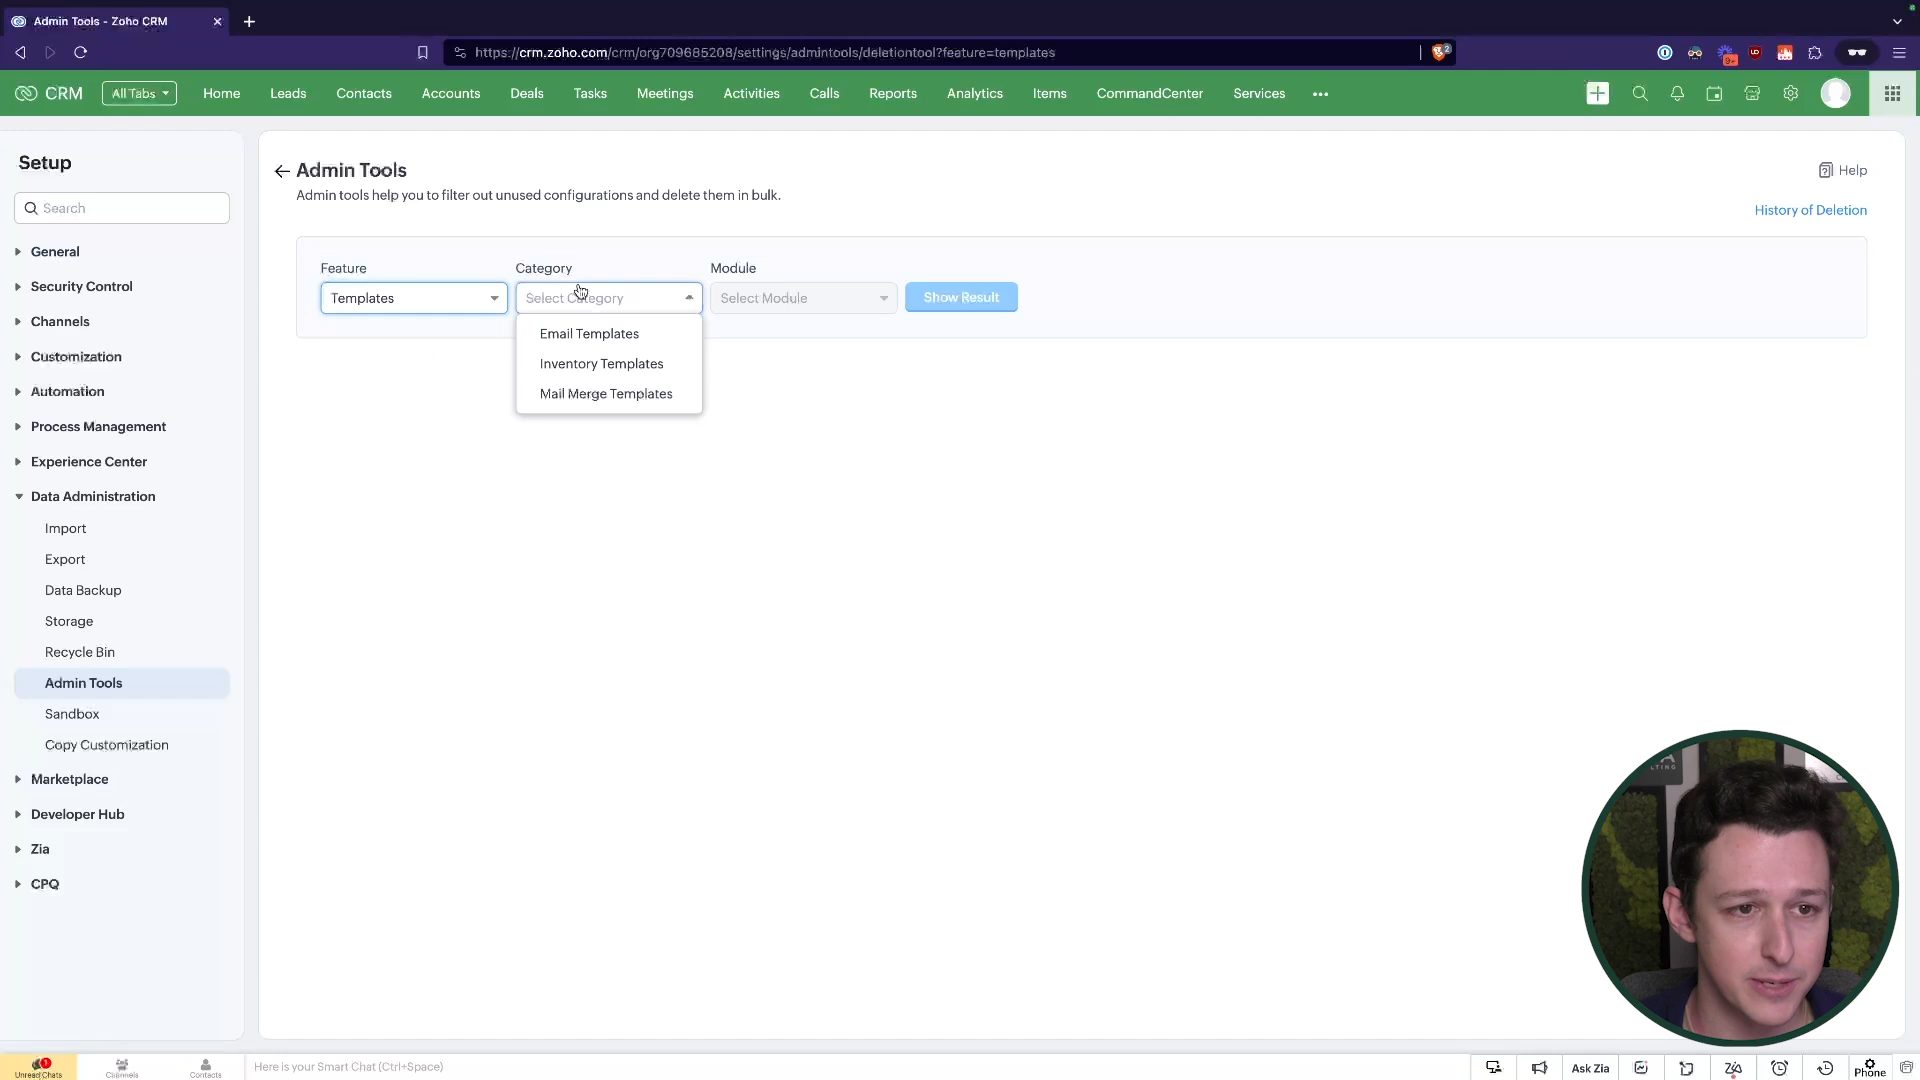 Admin Tools - Zoho CRM
https://crm.zoho.com/crm/org709685208/settings/admintools/deletiontool?feature=templates
2
9+
CRM
All Tabs
Home
Leads
Contacts
Accounts
Deals
Tasks
Meetings
Activities
Calls
Reports
Analytics
Items
CommandCenter
Services
Setup
Search
General
Security Control
Channels
Customization
Automation
Process Management
Experience Center
Data Administration
Import
Export
Data Backup
Storage
Recycle Bin
Admin Tools
Sandbox
Copy Customization
Marketplace
Developer Hub
Zia
CPQ
Admin Tools
Help
Admin tools help you to filter out unused configurations and delete them in bulk.
History of Deletion
Feature
Category
Module
Templates
Select Category
Select Module
Show Result
Email Templates
Inventory Templates
Mail Merge Templates
LTING
1
Unread Chats
Channels
Contacts
Here is your Smart Chat (Ctrl+Space)
Ask Zia
Phone